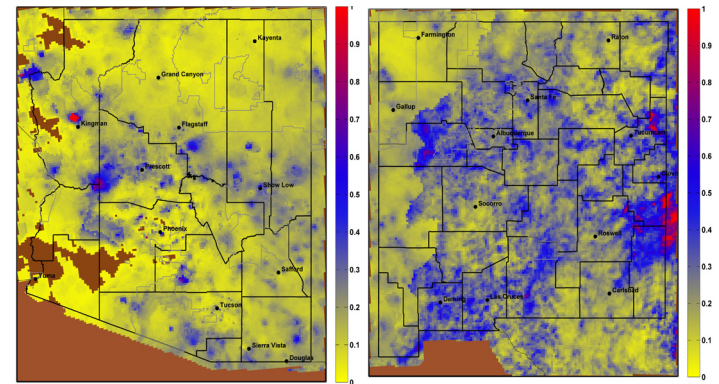 Kayenta
Grand Canyon
Kingman
Flagstaff
Prescott
Show Low
Phoenix
Safford
Yuma
Tucson
Sierra Vista
Douglas
1
0.9
0.8
0.7
0.6
0.5
0.4
0.3
0.2
0.1
0
Farmington
Raton
Santa Fe
Gallup
Albuquerque
Tucumcari
Clovis
Socorro
Roswell
Deming
Las Cruces
Carlsbad
1
0.9
0.8
0.7
0.6
0.5
0.4
0.3
0.2
0.1
0